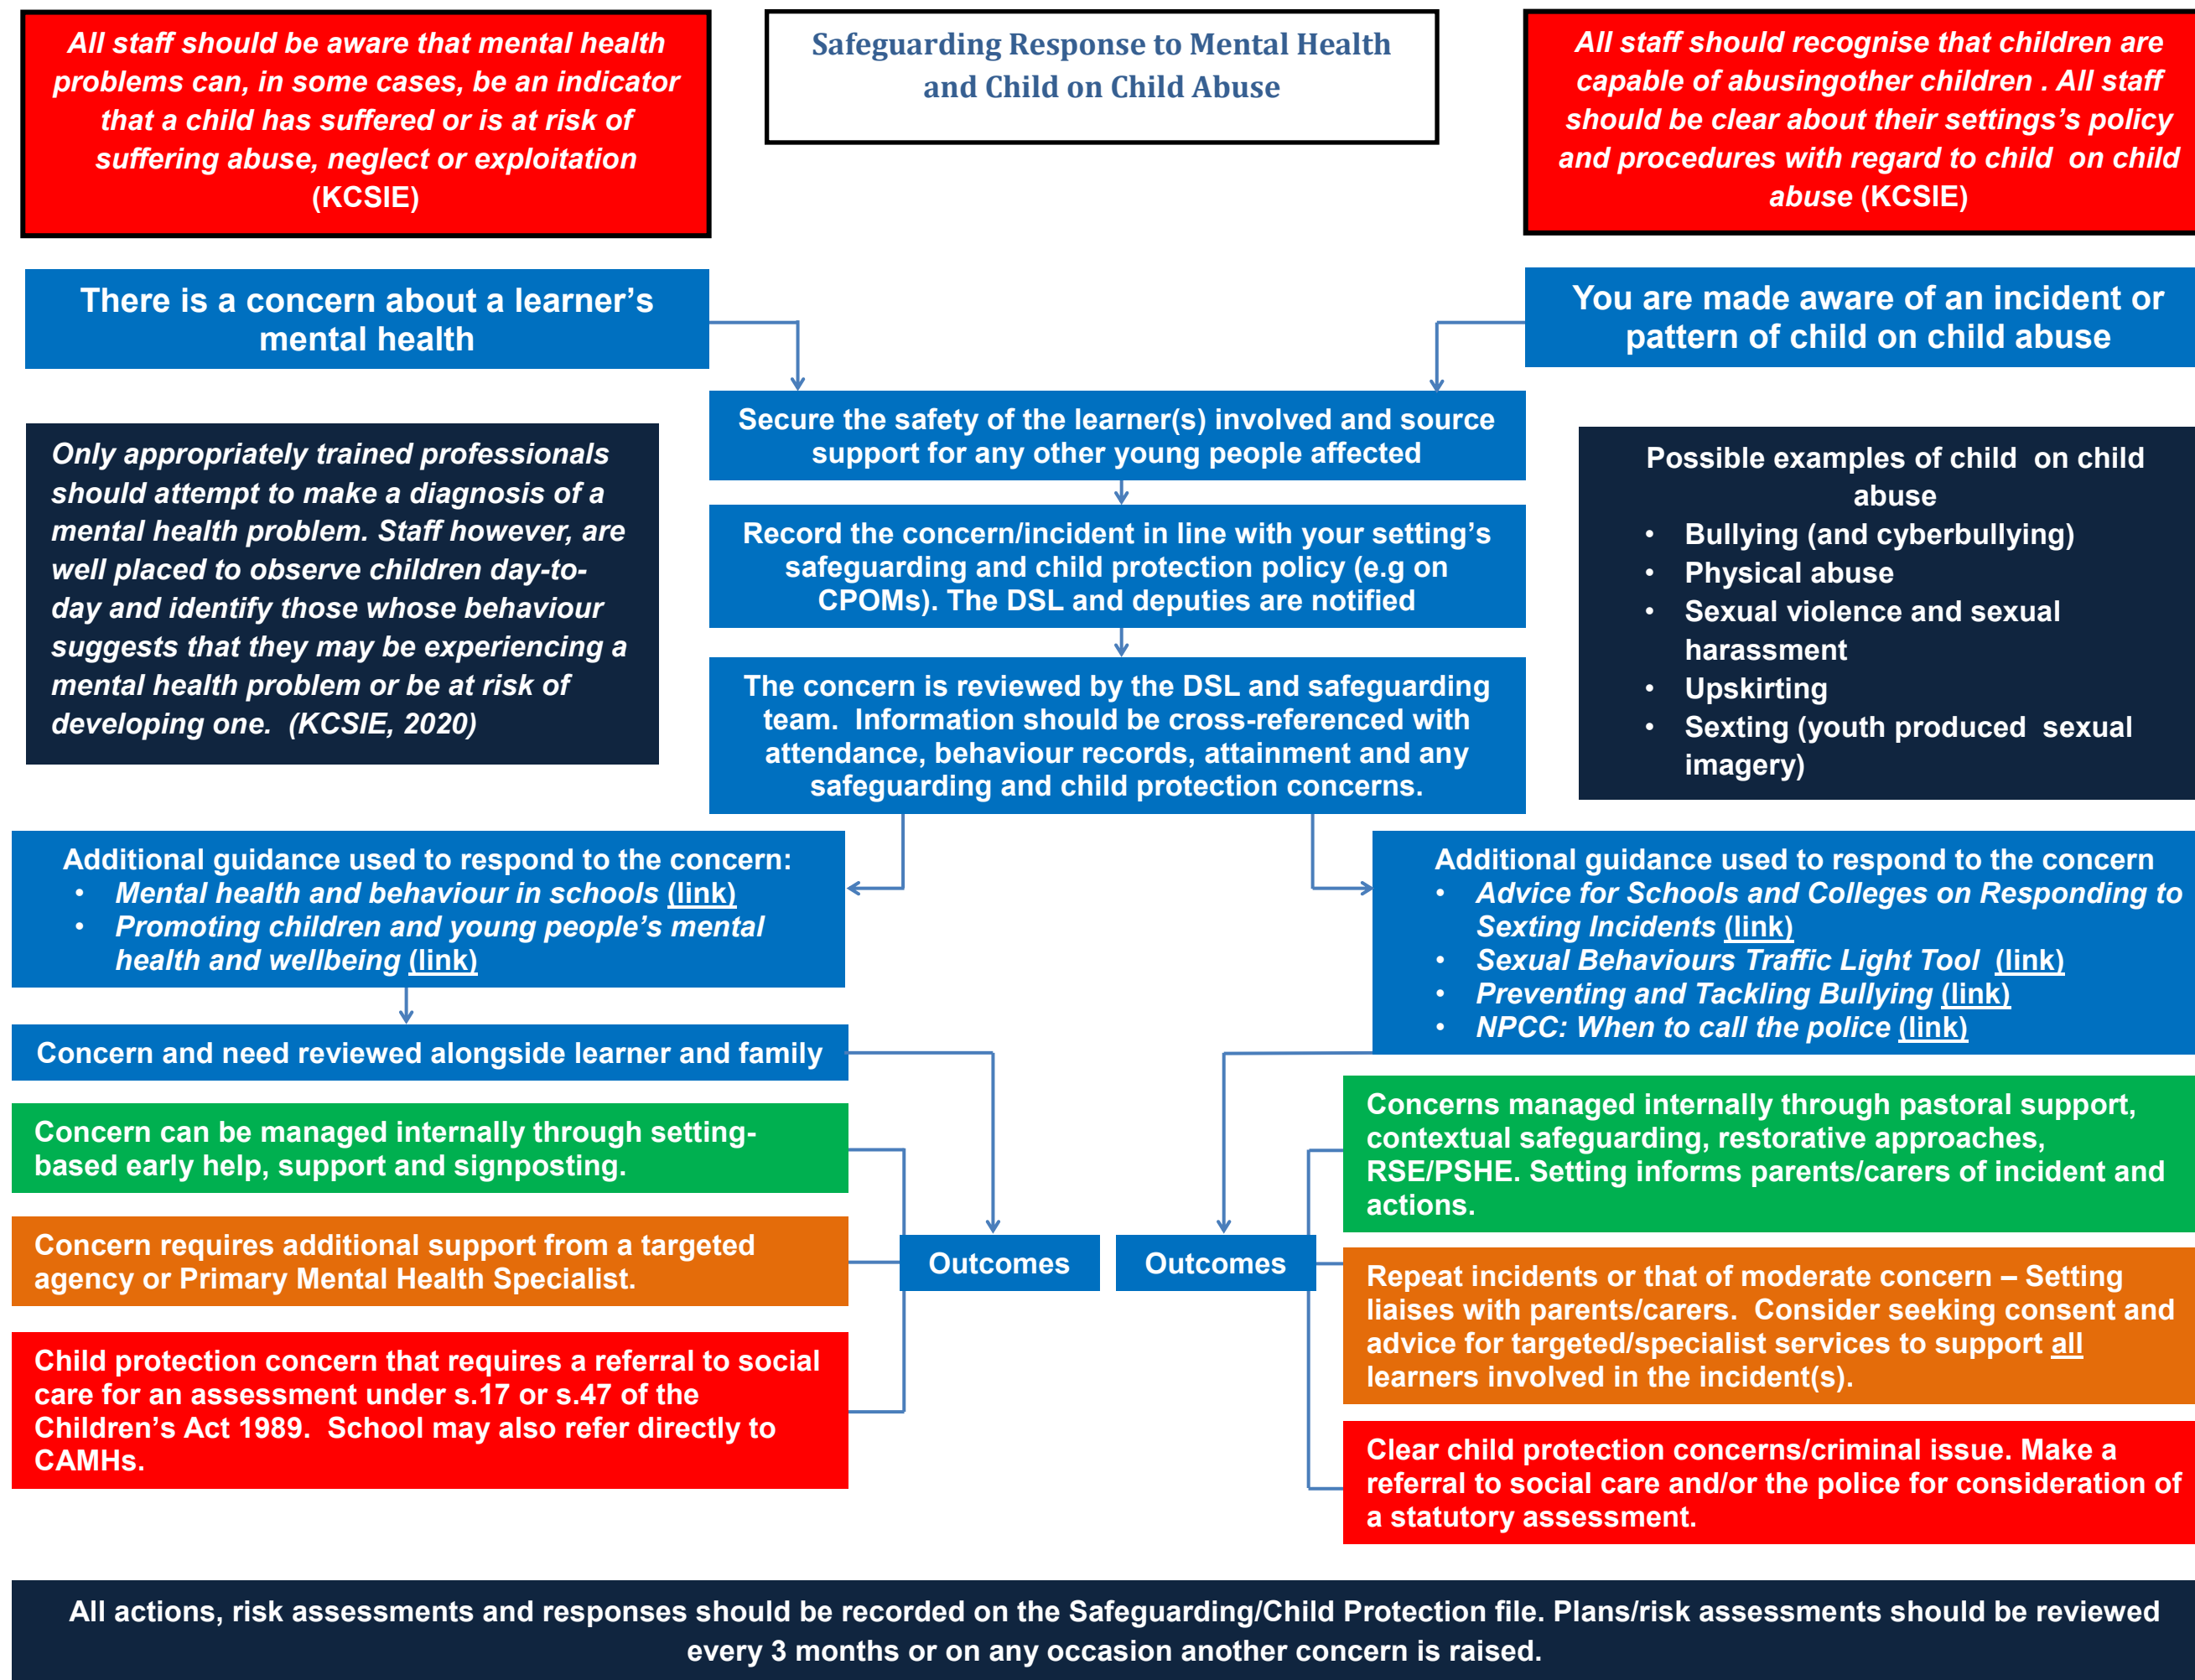 All staff should be aware that mental health
problems can, in some cases, be an indicator
that a child has suffered or is at risk of
suffering abuse, neglect or exploitation
(KCSIE)
Safeguarding Response to Mental Health
and Child on Child Abuse
All staff should recognise that children are
capable of abusingother children . All staff
should be clear about their settings's policy
and procedures with regard to child  on child
abuse (KCSIE)
There is a concern about a learner’s
mental health
You are made aware of an incident or
pattern of child on child abuse
Secure the safety of the learner(s) involved and source
support for any other young people affected
Only appropriately trained professionals
should attempt to make a diagnosis of a
mental health problem. Staff however, are
well placed to observe children day-to-
day and identify those whose behaviour
suggests that they may be experiencing a
mental health problem or be at risk of
developing one.  (KCSIE, 2020)
Record the concern/incident in line with your setting’s
safeguarding and child protection policy (e.g on
CPOMs). The DSL and deputies are notified
Possible examples of child  on child
abuse
• Bullying (and cyberbullying)
• Physical abuse
• Sexual violence and sexual
harassment
• Upskirting
• Sexting (youth produced  sexual
imagery)
The concern is reviewed by the DSL and safeguarding
team.  Information should be cross-referenced with
attendance, behaviour records, attainment and any
safeguarding and child protection concerns.
Additional guidance used to respond to the concern:
• Mental health and behaviour in schools (link)
• Promoting children and young people’s mental
health and wellbeing (link)
Additional guidance used to respond to the concern
• Advice for Schools and Colleges on Responding to
Sexting Incidents (link)
• Sexual Behaviours Traffic Light Tool  (link)
• Preventing and Tackling Bullying (link)
• NPCC: When to call the police (link)
Concern and need reviewed alongside learner and family
Concern can be managed internally through setting-
based early help, support and signposting.
Concern requires additional support from a targeted
agency or Primary Mental Health Specialist.
Child protection concern that requires a referral to social
care for an assessment under s.17 or s.47 of the
Children’s Act 1989.  School may also refer directly to
CAMHs.
Outcomes
Outcomes
Concerns managed internally through pastoral support,
contextual safeguarding, restorative approaches,
RSE/PSHE. Setting informs parents/carers of incident and
actions.
Repeat incidents or that of moderate concern – Setting
liaises with parents/carers.  Consider seeking consent and
advice for targeted/specialist services to support all
learners involved in the incident(s).
Clear child protection concerns/criminal issue. Make a
referral to social care and/or the police for consideration of
a statutory assessment.
All actions, risk assessments and responses should be recorded on the Safeguarding/Child Protection file. Plans/risk assessments should be reviewed
every 3 months or on any occasion another concern is raised.